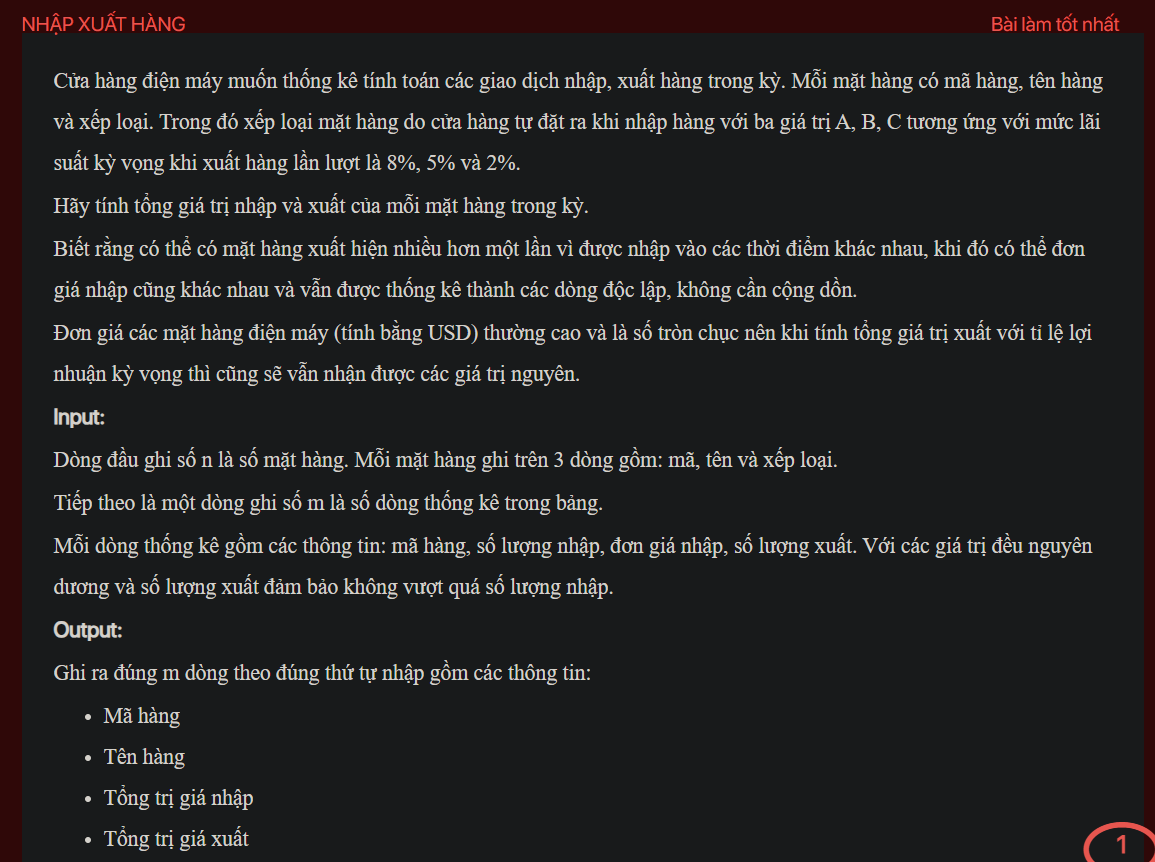 NHẬP XUẤT HÀNG
Bài làm tốt nhất
Cửa hàng điện máy muốn thống kê tính toán các giao dịch nhập, xuất hàng trong kỳ. Mỗi mặt hàng có mã hàng, tên hàng
và xếp loại. Trong đó xếp loại mặt hàng do cửa hàng tự đặt ra khi nhập hàng với ba giá trị A, B, C tương ứng với mức lãi
suất kỳ vọng khi xuất hàng lần lượt là 8%, 5% và 2%.
Hãy tính tổng giá trị nhập và xuất của mỗi mặt hàng trong kỳ.
Biết rằng có thể có mặt hàng xuất hiện nhiều hơn một lần vì được nhập vào các thời điểm khác nhau, khi đó có thể đơn
giá nhập cũng khác nhau và vẫn được thống kê thành các dòng độc lập, không cần cộng dồn.
Đơn giá các mặt hàng điện máy (tính bằng USD) thường cao và là số tròn chục nên khi tính tổng giá trị xuất với tỉ lệ lợi
nhuận kỳ vọng thì cũng sẽ vẫn nhận được các giá trị nguyên.
Input:
Dòng đầu ghi số n là số mặt hàng. Mỗi mặt hàng ghi trên 3 dòng gồm: mã, tên và xếp loại.
Tiếp theo là một dòng ghi số m là số dòng thống kê trong bảng.
Mỗi dòng thống kê gồm các thông tin: mã hàng, số lượng nhập, đơn giá nhập, số lượng xuất. Với các giá trị đều nguyên
dương và số lượng xuất đảm bảo không vượt quá số lượng nhập.
Output:
Ghi ra đúng m dòng theo đúng thứ tự nhập gồm các thông tin:
• Mã hàng
• Tên hàng
• Tổng trị giá nhập
• Tổng trị giá xuất
1